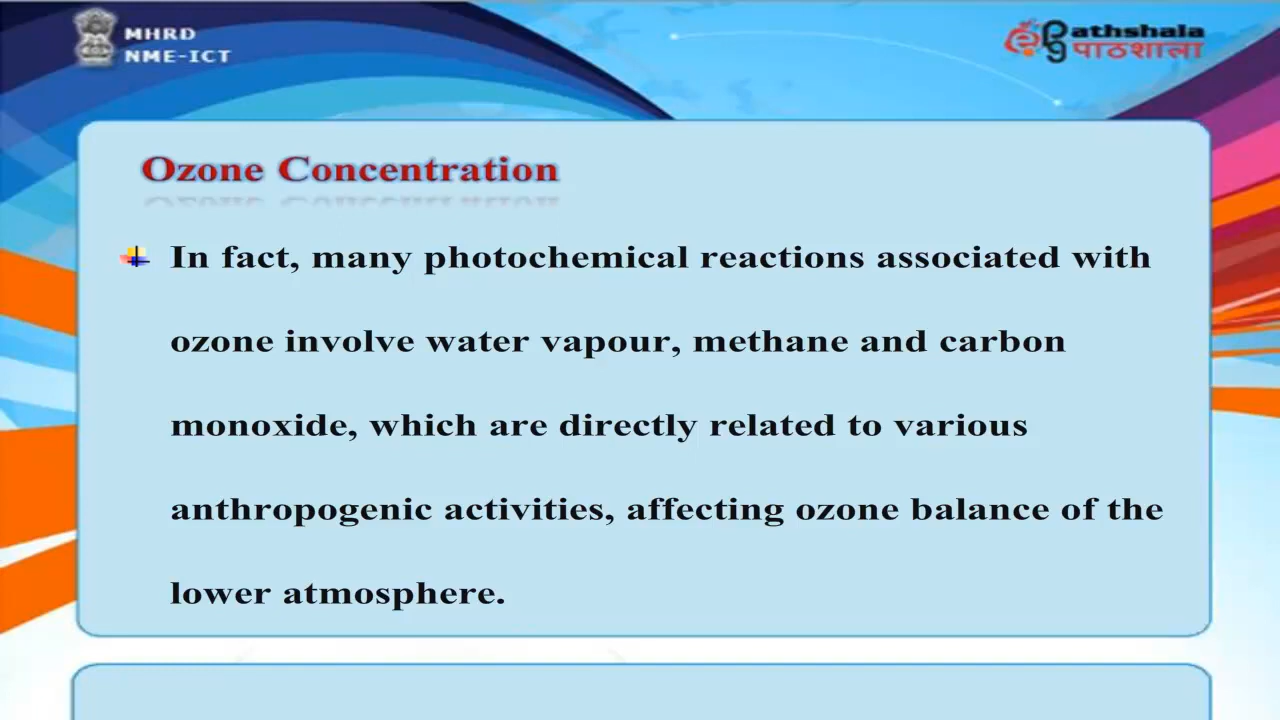 MHRD
NME-ICT
ePg athshala
पाठशाला
Ozone Concentration
In fact, many photochemical reactions associated with
ozone involve water vapour, methane and carbon
monoxide, which are directly related to various
anthropogenic activities, affecting ozone balance of the
lower atmosphere.